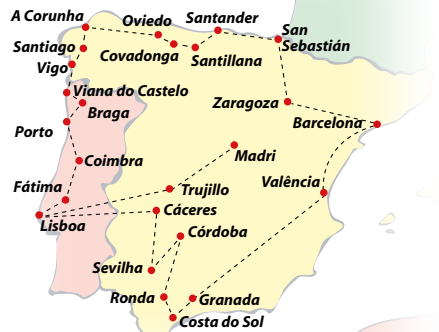 A Corunha
Oviedo
Santander
San
Sebastián
Santiago
Covadonga
Santillana
Vigo
Viana do Castelo
Braga
Zaragoza
Barcelona
Porto
Coimbra
Madri
Fátima
Trujillo
Valência
Cáceres
Lisboa
Córdoba
Sevilha
Ronda
Granada
Costa do Sol